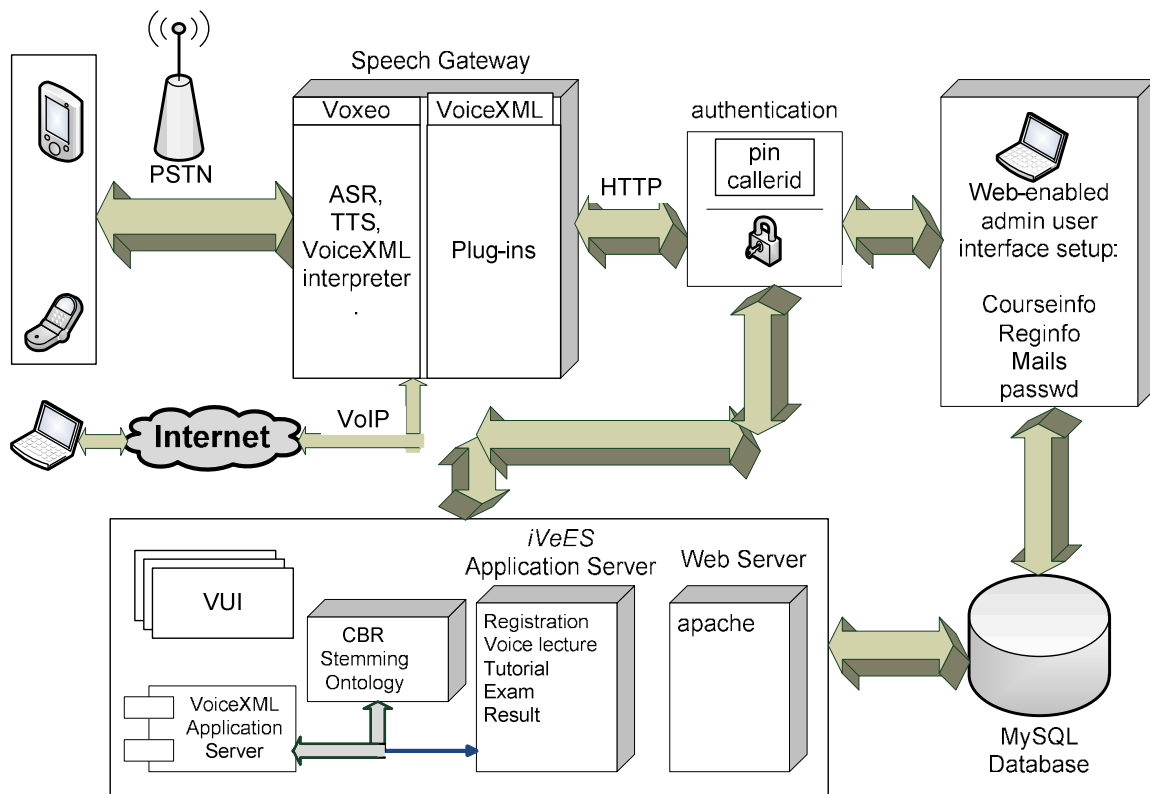 PSTN
Speech Gateway
Voxeo
ASR,
TTS,
VoiceXML
interpreter
.
VoiceXML
Plug-ins
HTTP
authentication
pin
callerid
Web-enabled
admin user
interface setup:
Courseinfo
Reginfo
Mails
passwd
Internet
VoIP
VUI
VoiceXML
Application
Server
CBR
Stemming
Ontology
iVeES
Application Server
Registration
Voice lecture
Tutorial
Exam
Result
Web Server
apache
MySQL
Database